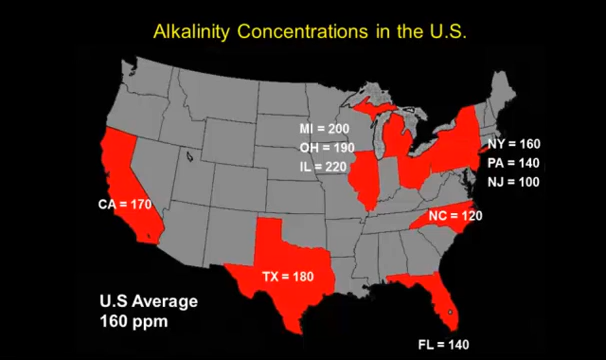 Alkalinity Concentrations in the U.S.
MI = 200
OH = 190
IL = 220
NY = 160
PA = 140
NJ = 100
CA = 170
NC = 120
TX = 180
U.S Average
160 ppm
FL = 140